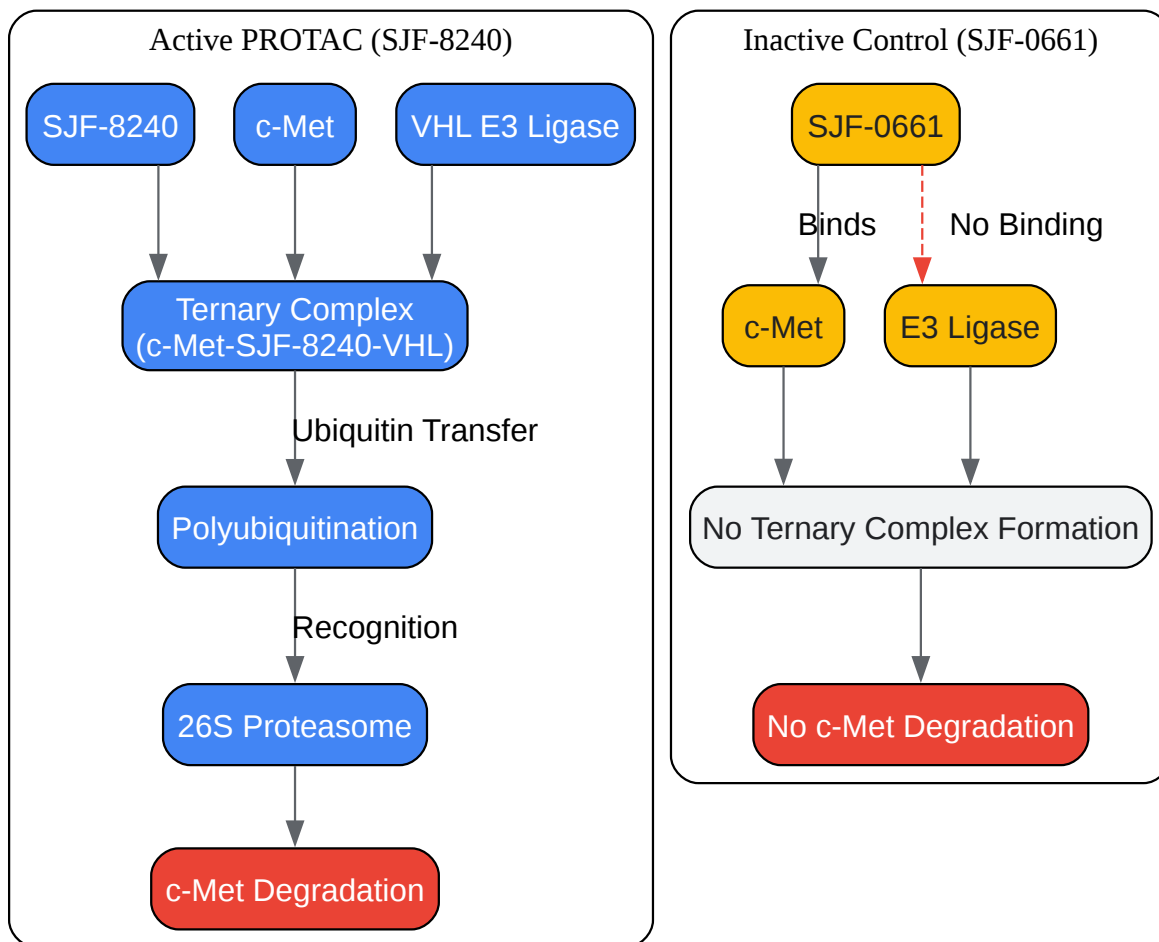 Active PROTAC (SJF-8240)
SJF-8240
c-Met
VHL E3 Ligase
Ternary Complex
(c-Met-SJF-8240-VHL)
Ubiquitin Transfer
Polyubiquitination
Recognition
26S Proteasome
c-Met Degradation
Inactive Control (SJF-0661)
SJF-0661
Binds
No Binding
c-Met
E3 Ligase
No Ternary Complex Formation
No c-Met Degradation